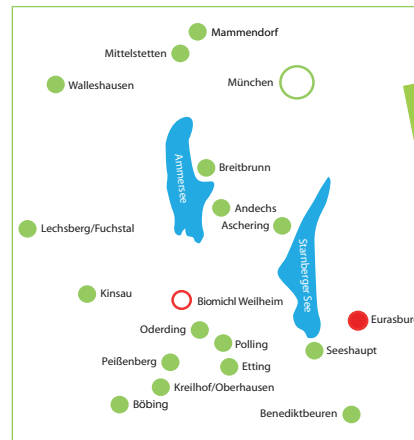 Mammendorf
Mittelstetten
München
Walleshausen
Ammersee
Breitbrunn
Andechs
Aschering
Lechsberg/Fuchstal
Starnberger See
Kinsau
Biomichl Weilheim
Eurasburg
Oderding
Polling
Seeshaupt
Peißenberg
Etting
Kreilhof/Oberhausen
Böbing
Benediktbeuren